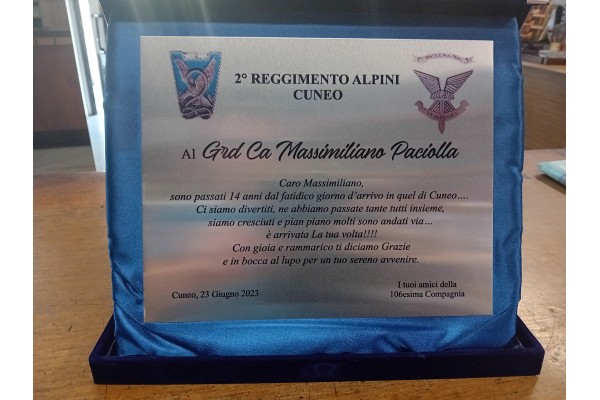 2° REGGIMENTO ALPINI
CUNEO
Al Grd Ca Massimiliano Paciolla
Caro Massimiliano,
sono passati 14 anni dal fatidico giorno d'arrivo in quel di Cuneo....
Ci siamo divertiti, ne abbiamo passate tante tutti insieme,
siamo cresciuti e pian piano molti sono andati via...
è arrivata La tua volta!!!!
Con gioia e rammarico ti diciamo Grazie
e in bocca al lupo per un tuo sereno avvenire.
Cuneo, 23 Giugno 2023
I tuoi amici della
106esima Compagnia